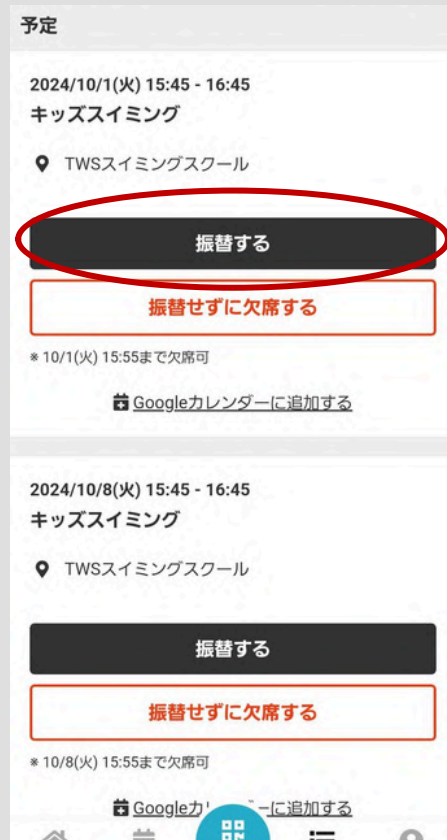 予定
2024/10/1(火) 15:45 - 16:45
キッズスイミング
TWSスイミングスクール
振替する
振替せずに欠席する
* 10/1(火) 15:55まで欠席可
Googleカレンダーに追加する
2024/10/8(火) 15:45 - 16:45
キッズスイミング
TWSスイミングスクール
振替する
振替せずに欠席する
* 10/8(火) 15:55まで欠席可
Googleカ ーに追加する